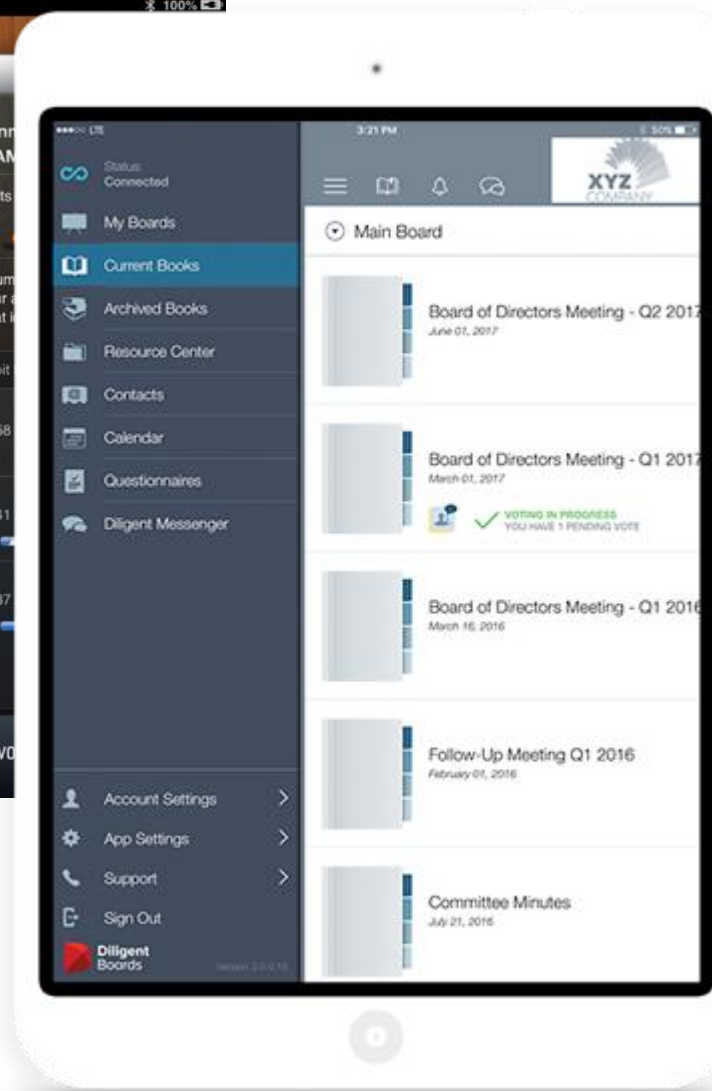 100%
LTE
3:21 PM
50%
Status:
Connected
XYZ
COMPANY
My Boards
Main Board
Current Books
Archived Books
Resource Center
Contacts
Calendar
Questionnaires
Diligent Messenger
Board of Directors Meeting - Q2 2017
June 01, 2017
Board of Directors Meeting - Q1 2017
March 01, 2017
VOTING IN PROGRESS
YOU HAVE 1 PENDING VOTE
Board of Directors Meeting - Q1 2016
March 16, 2016
Follow-Up Meeting Q1 2016
February 01, 2016
Committee Minutes
July 21, 2016
Account Settings
App Settings
Support
Sign Out
Diligent
Boards